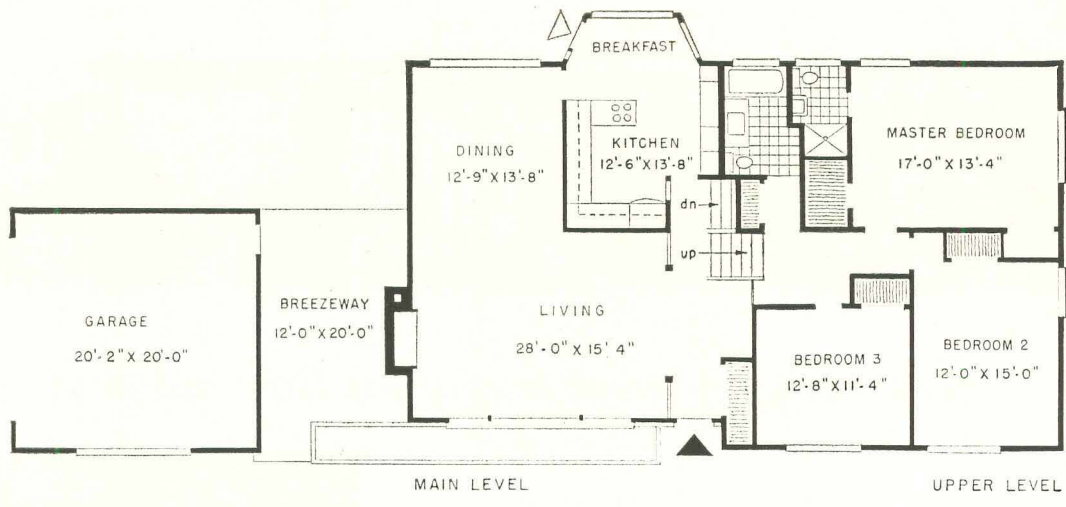 BREAKFAST
DINING
12'-9" X 13'-8"
KITCHEN
12'-6" X 13'-8"
MASTER BEDROOM
17'-0" X 13'-4"
dn
up
GARAGE
20'-2" X 20'-0"
BREEZEWAY
12'-0" X 20'-0"
LIVING
28'-0" X 15' 4"
BEDROOM 3
12'-8" X 11'-4"
BEDROOM 2
12'-0" X 15'-0"
MAIN LEVEL
UPPER LEVEL